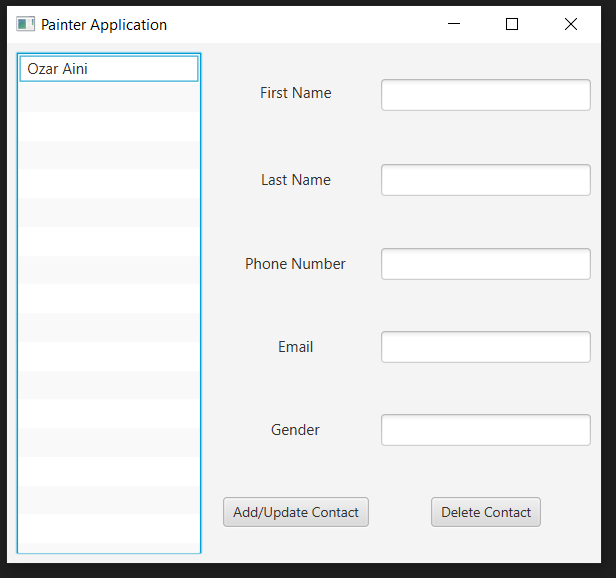 Painter Application
Ozar Aini
First Name
Last Name
Phone Number
Email
Gender
Add/Update Contact
Delete Contact